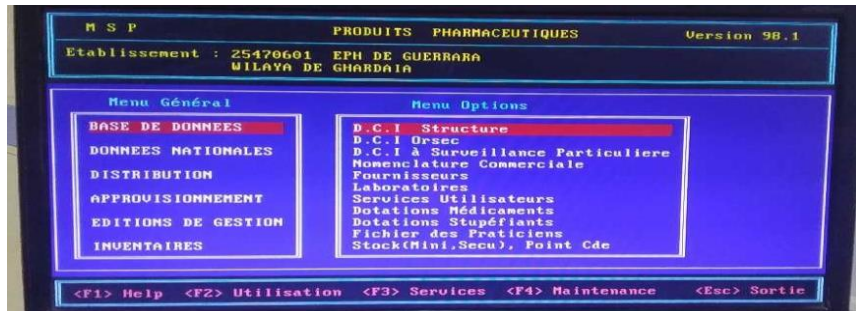 M S P PRODUITS PHARMACEUTIQUES Version 98.1
Etablissement : 25470601 EPH DE GUERRARA
WILAYA DE GHARDAIA
Menu Général
BASE DE DONNEES
DONNEES NATIONALES
DISTRIBUTION
APPROVISIONNEMENT
EDITIONS DE GESTION
INVENTAIRES
Menu Options
D.C.I Structure
D.C.I Orsec
D.C.I à Surveillance Particuliere
Nomenclature Commerciale
Fournisseurs
Laboratoires
Services Utilisateurs
Dotations Médicaments
Dotations Stupéfiants
Fichier des Praticiens
Stock(Mini,Secu), Point Cde
<F1> Help <F2> Utilisation <F3> Services <F4> Maintenance <Esc> Sortie